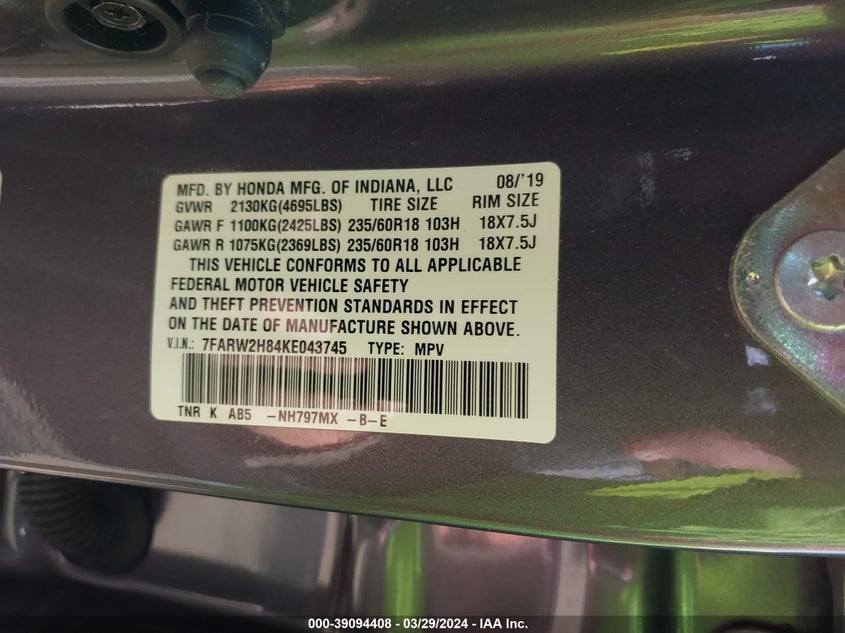 MFD. BY HONDA MFG. OF INDIANA, LLC 08/'19
GVWR 2130KG(4695LBS) TIRE SIZE RIM SIZE
GAWR F 1100KG(2425LBS) 235/60R18 103H 18X7.5J
GAWR R 1075KG(2369LBS) 235/60R18 103H 18X7.5J
THIS VEHICLE CONFORMS TO ALL APPLICABLE
FEDERAL MOTOR VEHICLE SAFETY
AND THEFT PREVENTION STANDARDS IN EFFECT
ON THE DATE OF MANUFACTURE SHOWN ABOVE.
V.I.N.: 7FARW2H84KE043745 TYPE: MPV
TNR K AB5 -NH797MX -B-E
000-39094408 - 03/29/2024 - IAA Inc.